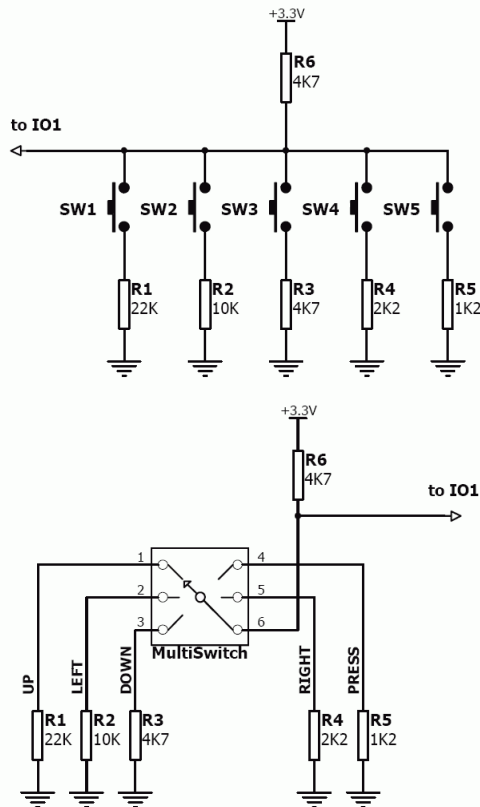 +3.3V
R6
4K7
to IO1
SW1 SW2 SW3 SW4 SW5
R1 R2 R3 R4 R5
22K 10K 4K7 2K2 1K2
+3.3V
R6
4K7
to IO1
1 4
2 5
3 6
MultiSwitch
UP LEFT DOWN RIGHT PRESS
R1 R2 R3 R4 R5
22K 10K 4K7 2K2 1K2